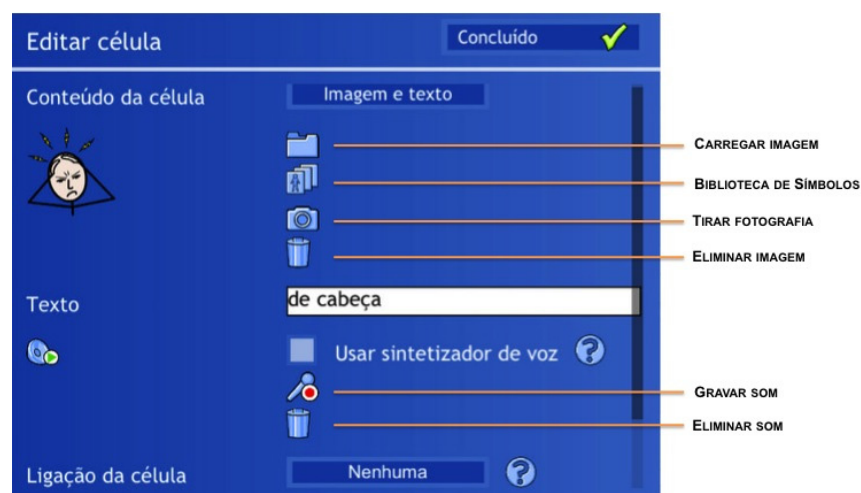 Editar célula
Concluído
Conteúdo da célula
Imagem e texto
CARREGAR IMAGEM
BIBLIOTECA DE SÍMBOLOS
TIRAR FOTOGRAFIA
ELIMINAR IMAGEM
Texto
de cabeça
Usar sintetizador de voz ?
GRAVAR SOM
ELIMINAR SOM
Ligação da célula
Nenhuma ?